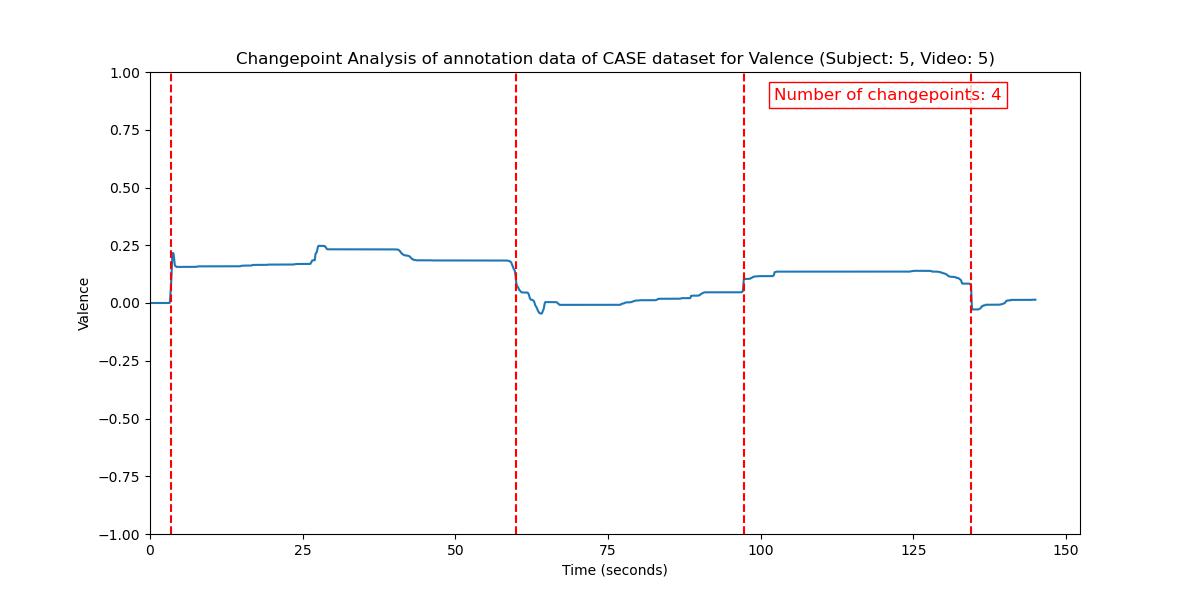 Changepoint Analysis of annotation data of CASE dataset for Valence (Subject: 5, Video: 5)
Number of changepoints: 4
1.00
0.75
0.50
0.25
0.00
−0.25
−0.50
−0.75
−1.00
Valence
0 25 50 75 100 125 150
Time (seconds)